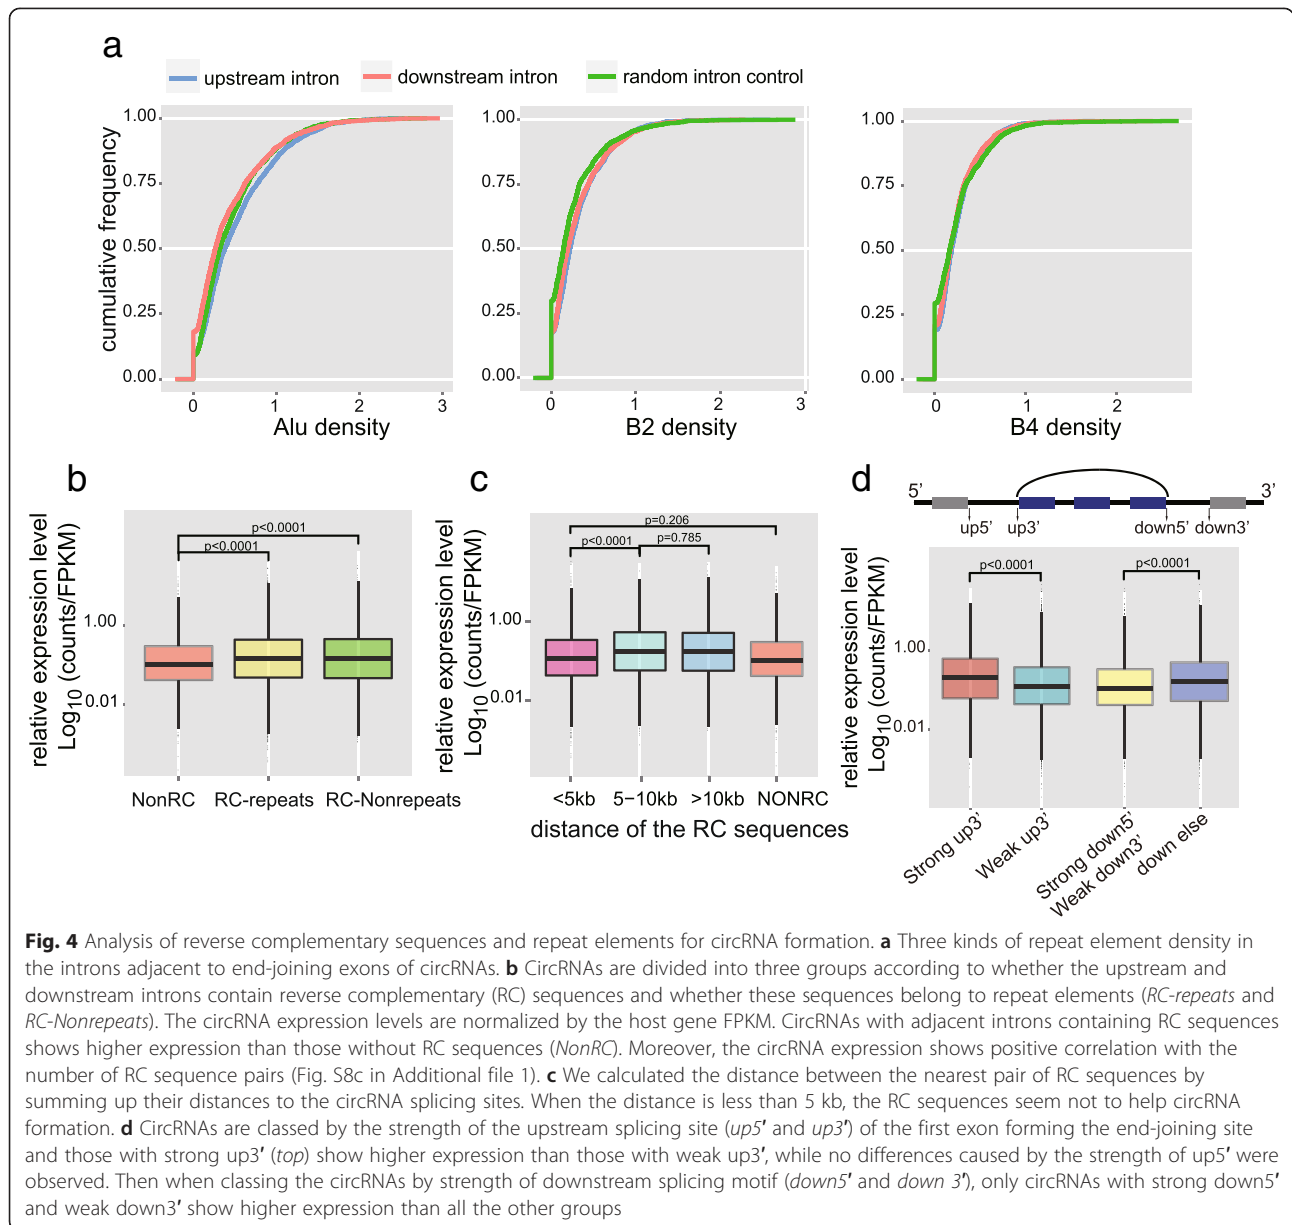 a
upstream intron downstream intron random intron control
cumulative frequency
1.00
0.75
0.50
0.25
0.00
0 1 2 3
Alu density
1.00
0.75
0.50
0.25
0.00
0 1 2 3
B2 density
1.00
0.75
0.50
0.25
0.00
0 1 2
B4 density
b
relative expression level
Log10 (counts/FPKM)
p<0.0001
p<0.0001
1.00
0.01
NonRC RC-repeats RC-Nonrepeats
c
relative expression level
Log10 (counts/FPKM)
p=0.206
p<0.0001 p=0.785
1.00
0.01
<5kb 5−10kb >10kb NONRC
distance of the RC sequences
d
5’ 3’
up5’ up3’ down5’ down3’
relative expression level
Log10 (counts/FPKM)
p<0.0001 p<0.0001
1.00
0.01
Strong up3’
Weak up3’
Strong down5’
Weak down3’
down else
Fig. 4 Analysis of reverse complementary sequences and repeat elements for circRNA formation. a Three kinds of repeat element density in
the introns adjacent to end-joining exons of circRNAs. b CircRNAs are divided into three groups according to whether the upstream and
downstream introns contain reverse complementary (RC) sequences and whether these sequences belong to repeat elements (RC-repeats and
RC-Nonrepeats). The circRNA expression levels are normalized by the host gene FPKM. CircRNAs with adjacent introns containing RC sequences
shows higher expression than those without RC sequences (NonRC). Moreover, the circRNA expression shows positive correlation with the
number of RC sequence pairs (Fig. S8c in Additional file 1). c We calculated the distance between the nearest pair of RC sequences by
summing up their distances to the circRNA splicing sites. When the distance is less than 5 kb, the RC sequences seem not to help circRNA
formation. d CircRNAs are classed by the strength of the upstream splicing site (up5′ and up3′) of the first exon forming the end-joining site
and those with strong up3′ (top) show higher expression than those with weak up3′, while no differences caused by the strength of up5′ were
observed. Then when classing the circRNAs by strength of downstream splicing motif (down5′ and down 3′), only circRNAs with strong down5′
and weak down3′ show higher expression than all the other groups